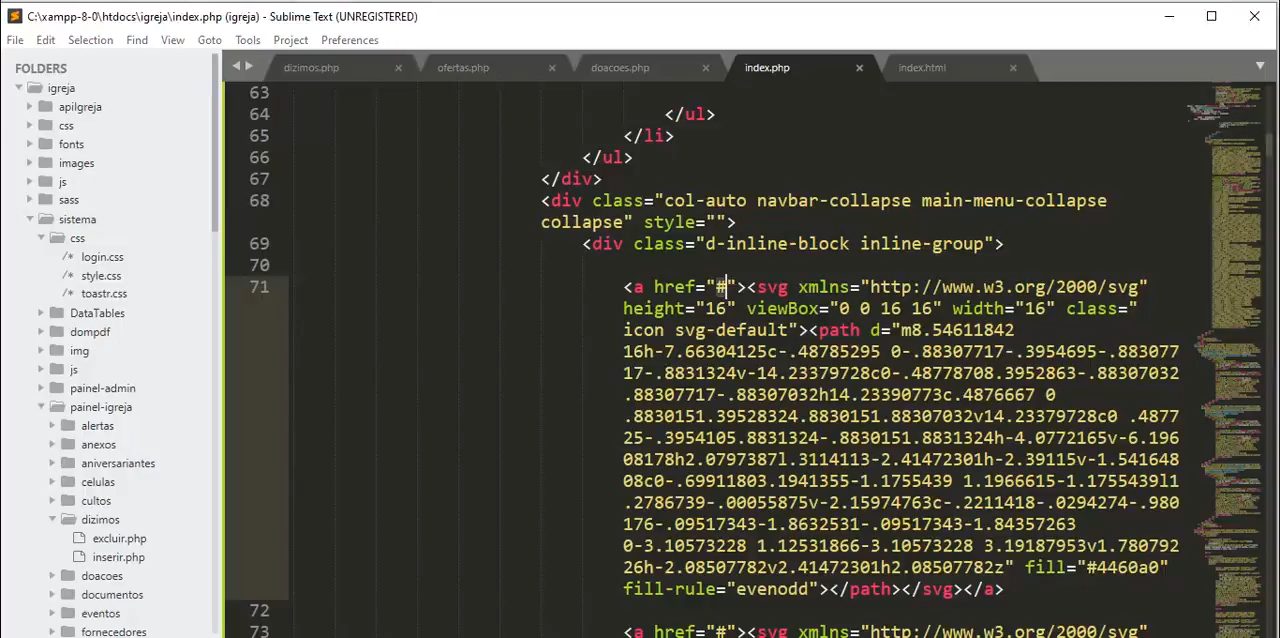 C:\xampp-8-0\htdocs\igreja\index.php (igreja) - Sublime Text (UNREGISTERED)
File Edit Selection Find View Goto Tools Project Preferences
FOLDERS
igreja
apiIgreja
css
fonts
images
js
sass
sistema
css
/* login.css
/* style.css
/* toastr.css
DataTables
dompdf
img
js
painel-admin
painel-igreja
alertas
anexos
aniversariantes
celulas
cultos
dizimos
excluir.php
inserir.php
doacoes
documentos
eventos
fornecedores
dizimos.php ofertas.php doacoes.php index.php index.html
63
64 </ul>
65 </li>
66 </ul>
67 </div>
68 <div class="col-auto navbar-collapse main-menu-collapse
collapse" style="">
69 <div class="d-inline-block inline-group">
70
71 <a href="#"><svg xmlns="http://www.w3.org/2000/svg"
height="16" viewBox="0 0 16 16" width="16" class="
icon svg-default"><path d="m8.54611842
16h-7.66304125c-.48785295 0-.88307717-.3954695-.883077
17-.8831324v-14.23379728c0-.48778708.3952863-.88307032
.88307717-.88307032h14.23390773c.4876667 0
.8830151.39528324.8830151.88307032v14.23379728c0 .4877
25-.3954105.8831324-.8830151.8831324h-4.0772165v-6.196
08178h2.0797387l.3114113-2.41472301h-2.39115v-1.541648
08c0-.69911803.1941355-1.1755439 1.1966615-1.175543911
.2786739-.00055875v-2.15974763c-.2211418-.0294274-.980
176-.09517343-1.8632531-.09517343-1.84357263
0-3.10573228 1.12531866-3.10573228 3.19187953v1.780792
26h-2.08507782v2.41472301h2.08507782z" fill="#4460a0"
fill-rule="evenodd"></path></svg></a>
72
73 <a href="#"><svg xmlns="http://www.w3.org/2000/svg"